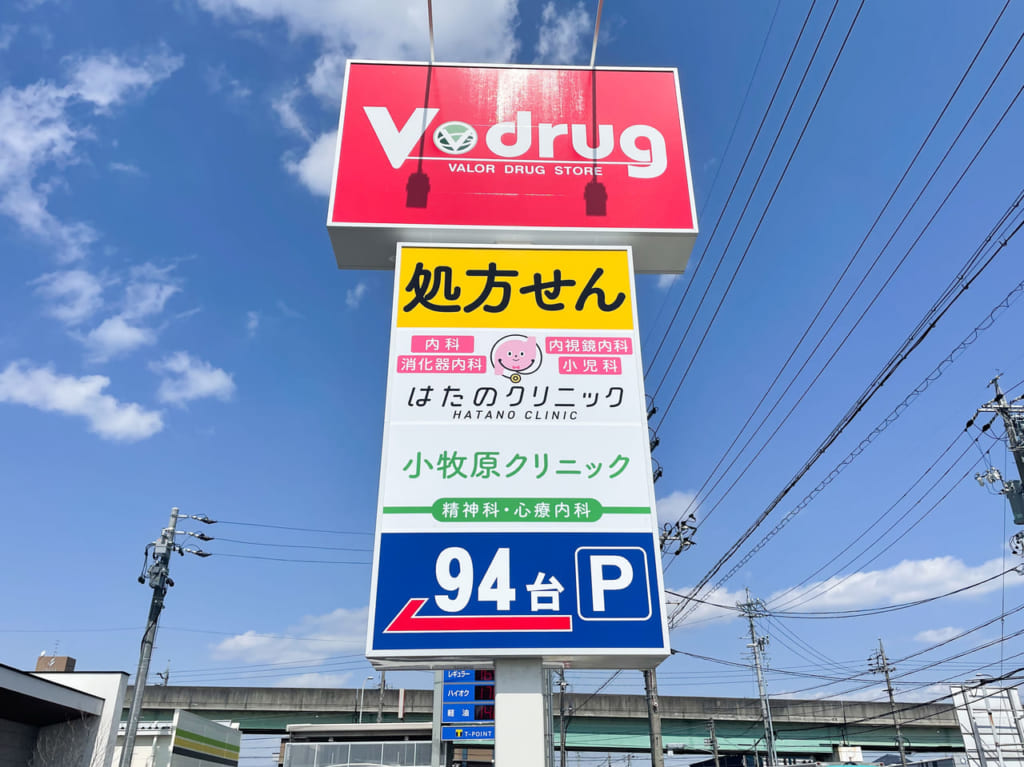 Vdrug
VALOR DRUG STORE
処方せん
内科
内視鏡内科
消化器内科
小児科
はたのクリニック
HATANO CLINIC
小牧原クリニック
精神科・心療内科
94台 P
レギュラー
ハイオク
軽油
T T-POINT